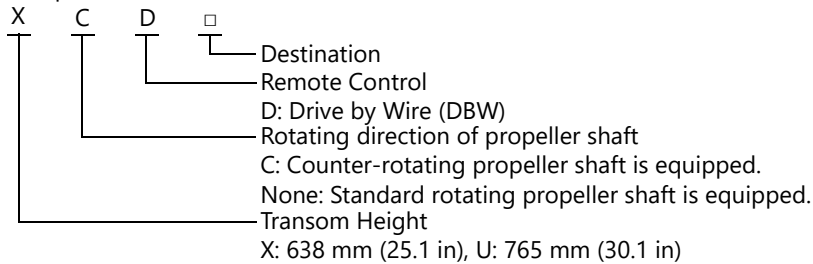 X C D □
Destination
Remote Control
D: Drive by Wire (DBW)
Rotating direction of propeller shaft
C: Counter-rotating propeller shaft is equipped.
None: Standard rotating propeller shaft is equipped.
Transom Height
X: 638 mm (25.1 in), U: 765 mm (30.1 in)